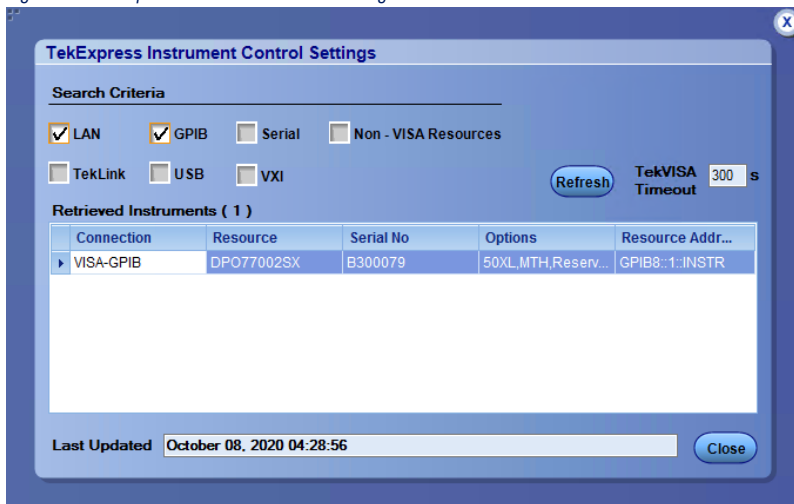 X
TekExpress Instrument Control Settings
Search Criteria
LAN GPIB Serial Non - VISA Resources
TekLink USB VXI
Refresh TekVISA Timeout 300 s
Retrieved Instruments ( 1 )
Connection Resource Serial No Options Resource Addr...
VISA-GPIB DPO77002SX B300079 50XL,MTH,Reserv... GPIB8::1::INSTR
Last Updated October 08, 2020 04:28:56 Close